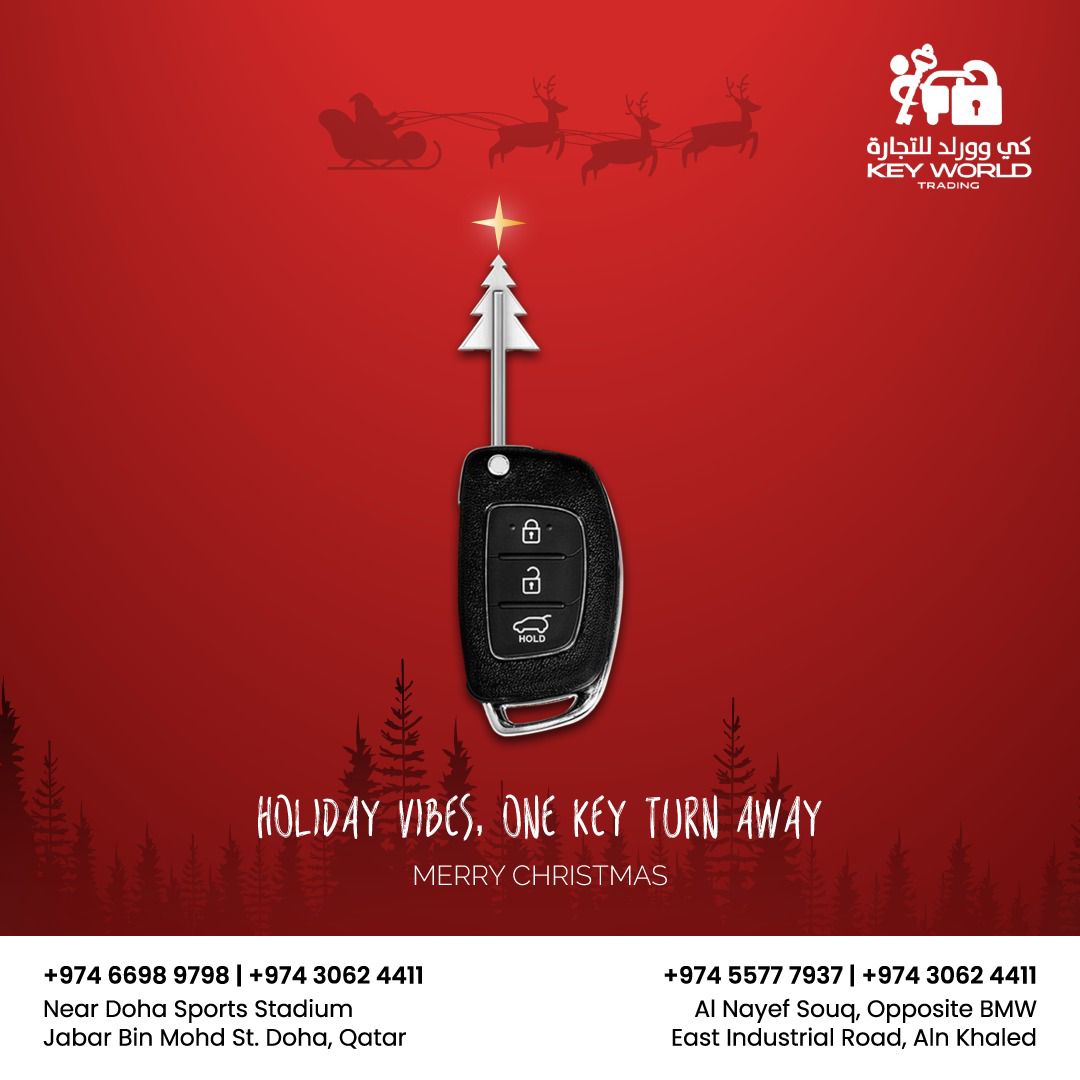 كي وورلد للتجارة
KEY WORLD
TRADING
HOLD
HOLIDAY VIBES, ONE KEY TURN AWAY
MERRY CHRISTMAS
+974 6698 9798 | +974 3062 4411
Near Doha Sports Stadium
Jabar Bin Mohd St. Doha, Qatar
+974 5577 7937 | +974 3062 4411
Al Nayef Souq, Opposite BMW
East Industrial Road, Aln Khaled